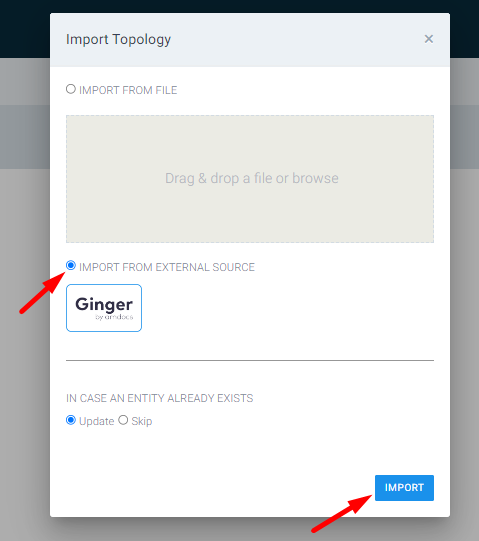 Import Topology
×
IMPORT FROM FILE
Drag & drop a file or browse
IMPORT FROM EXTERNAL SOURCE
Ginger
by amdocs
IN CASE AN ENTITY ALREADY EXISTS
Update Skip
IMPORT